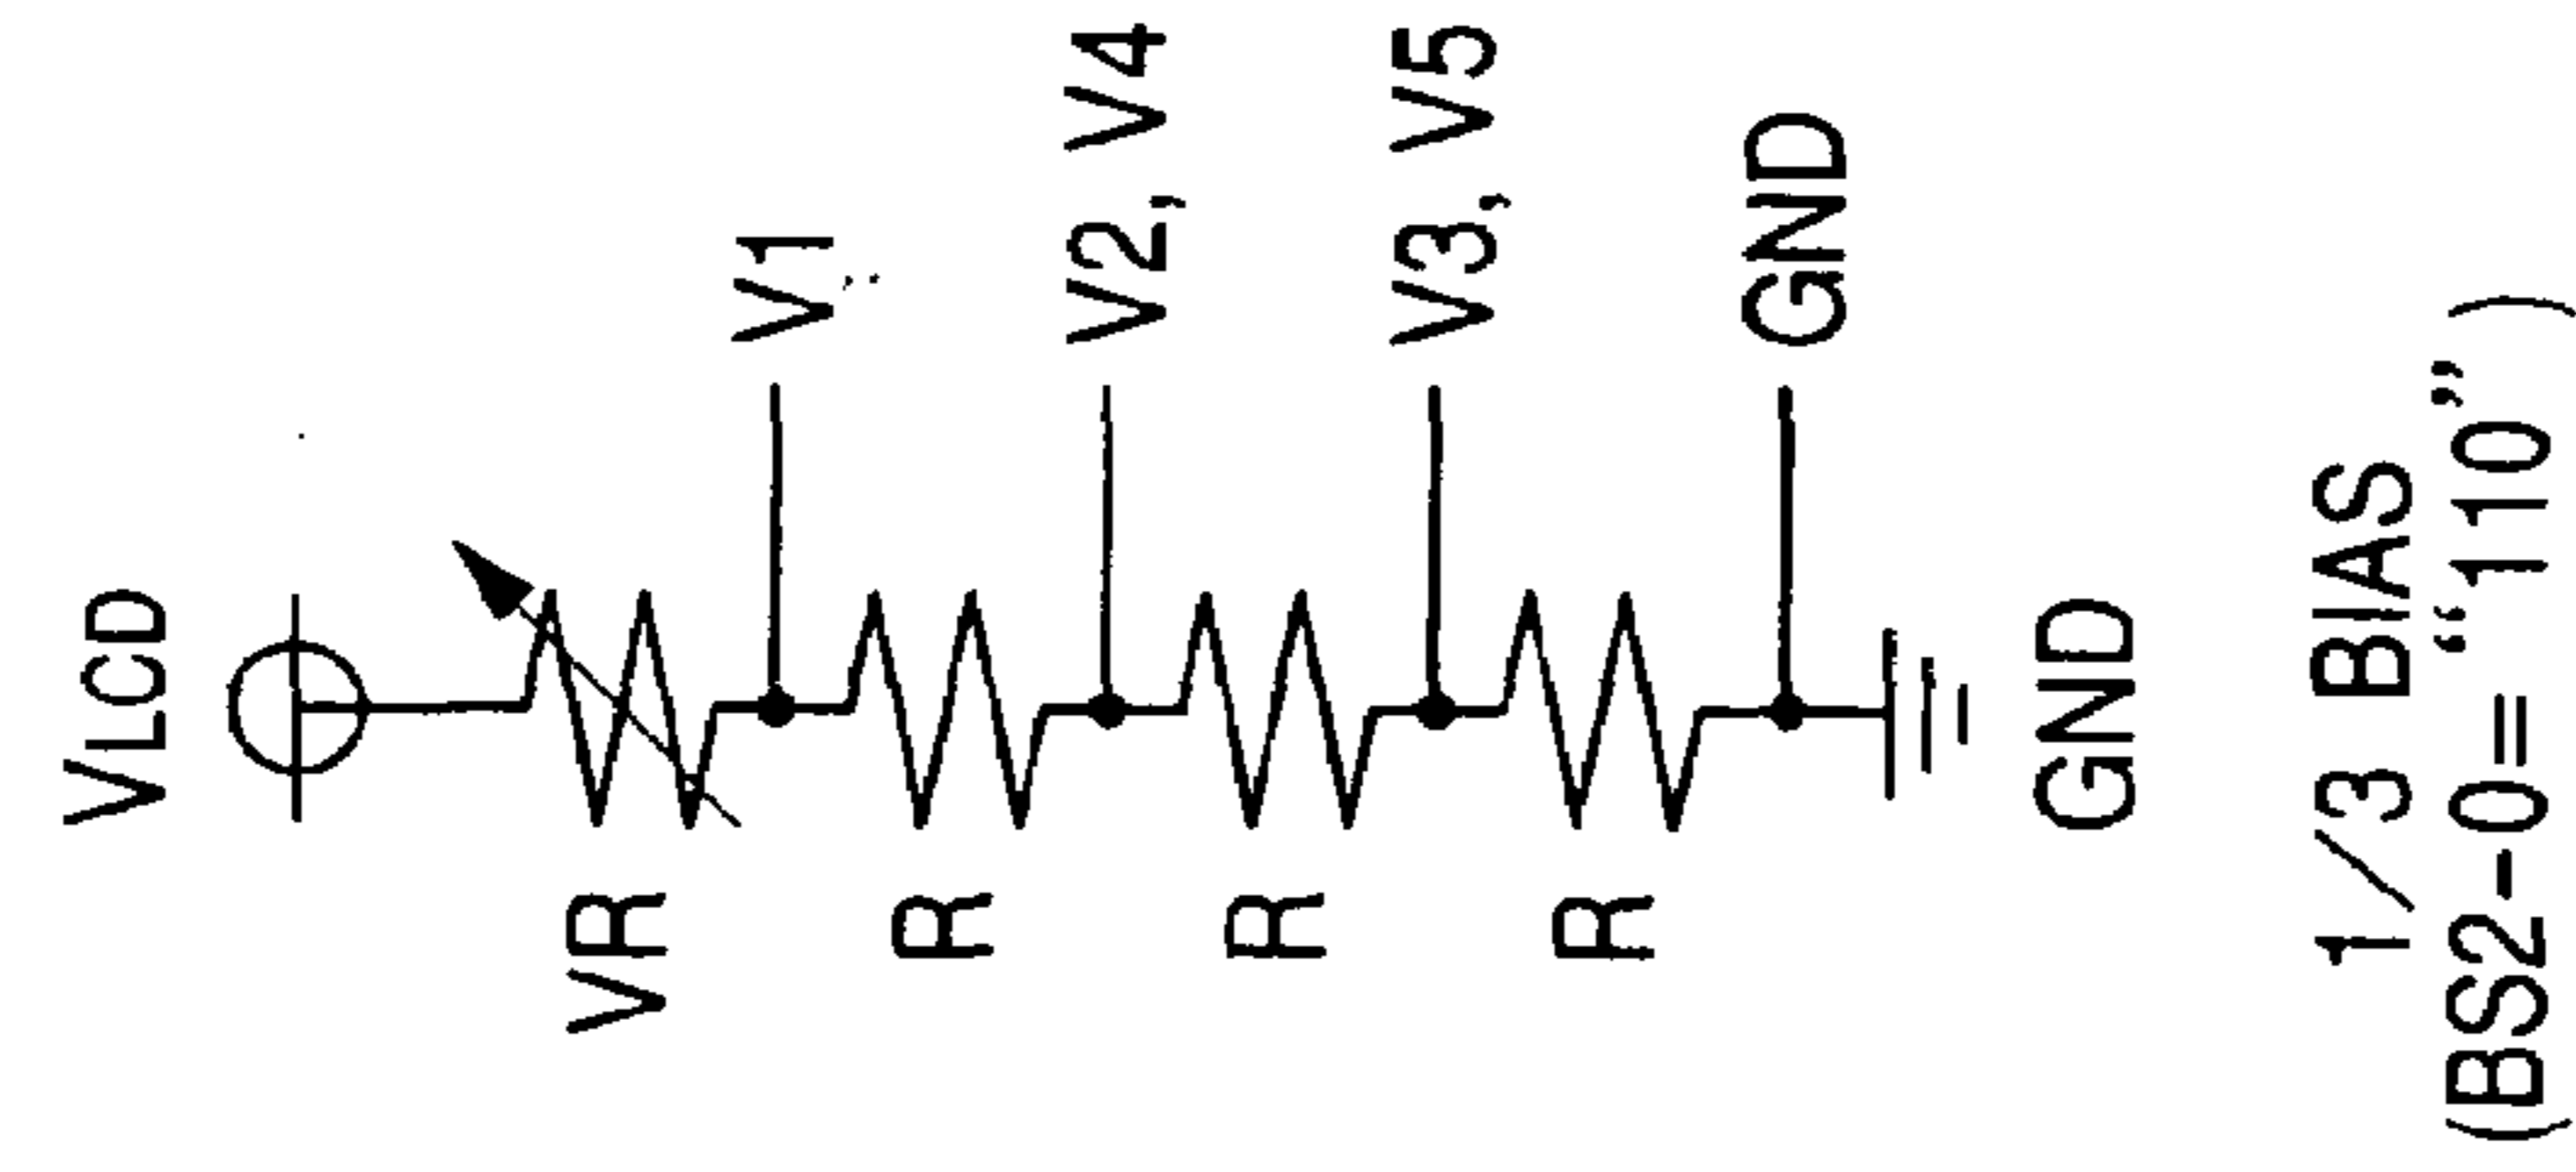 VLCD
VR
V1
R
V2, V4
R
V3, V5
R
GND
GND
1/3 BIAS
(BS2-0= “110”)